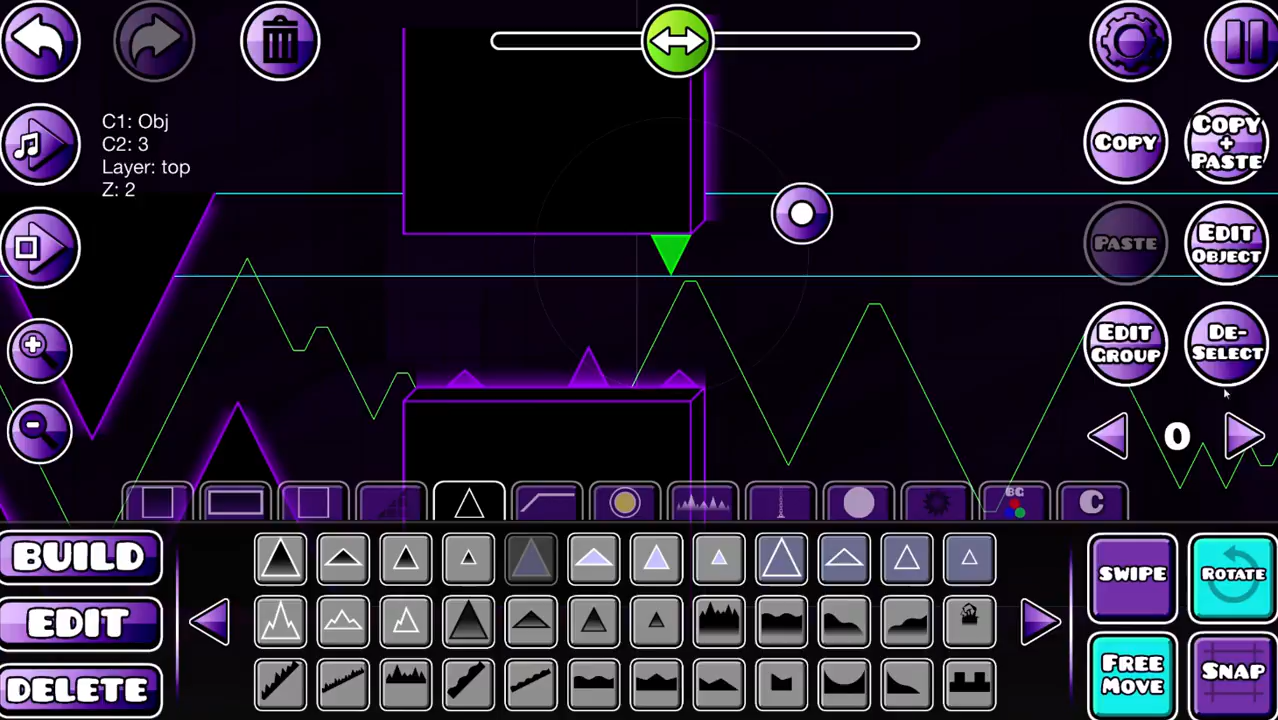 C1: Obj
C2: 3
Layer: top
Z: 2
COPY
COPY
+
PASTE
PASTE
EDIT
OBJECT
EDIT
GROUP
DE-
SELECT
0
BG
C
BUILD
EDIT
DELETE
SWIPE
ROTATE
FREE
MOVE
SNAP